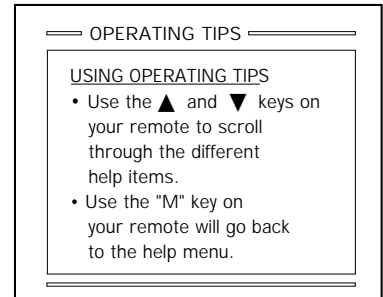 OPERATING TIPS
USING OPERATING TIPS
• Use the ▲ and ▼ keys on
your remote to scroll
through the different
help items.
• Use the "M" key on
your remote will go back
to the help menu.